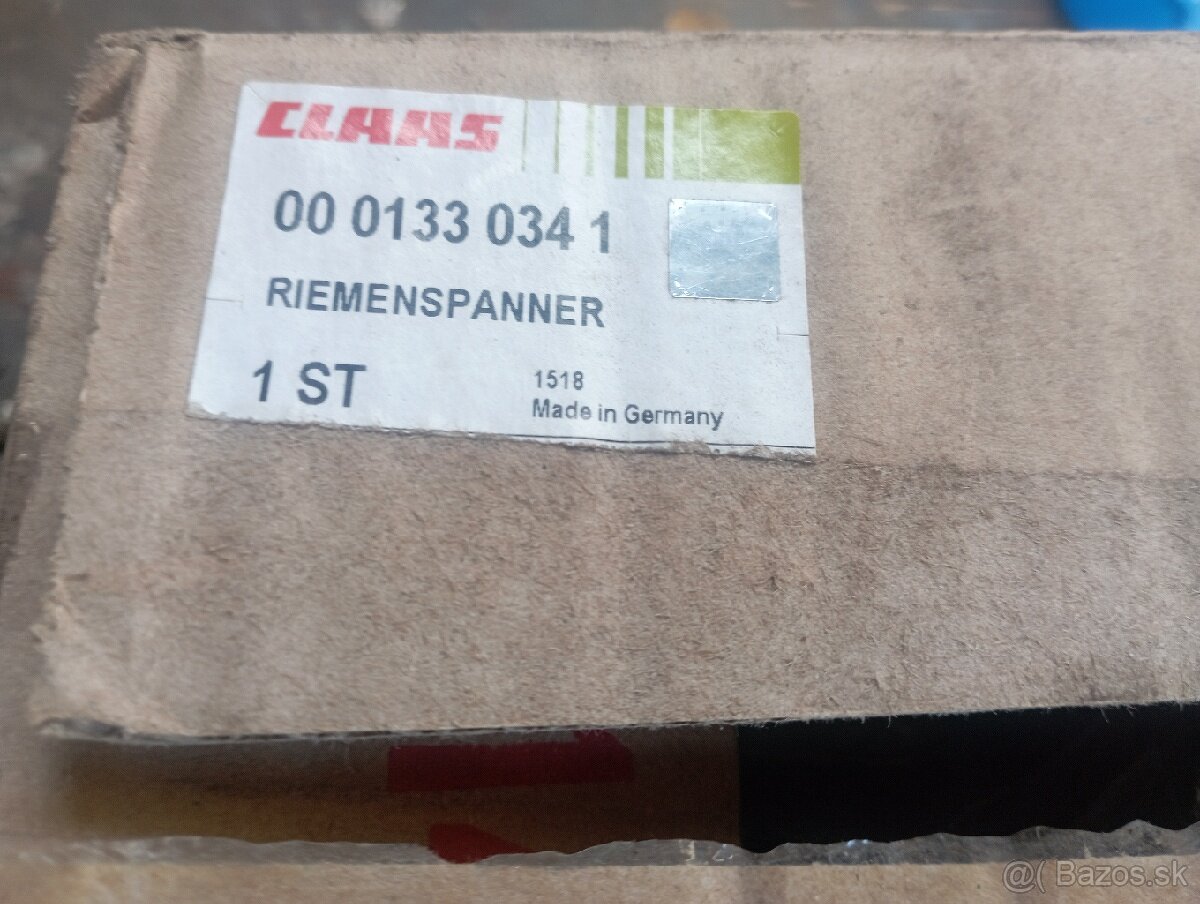 CLAAS
00 0133 034 1
RIEMENSPANNER
1 ST
1518
Made in Germany
@( Bazos.sk